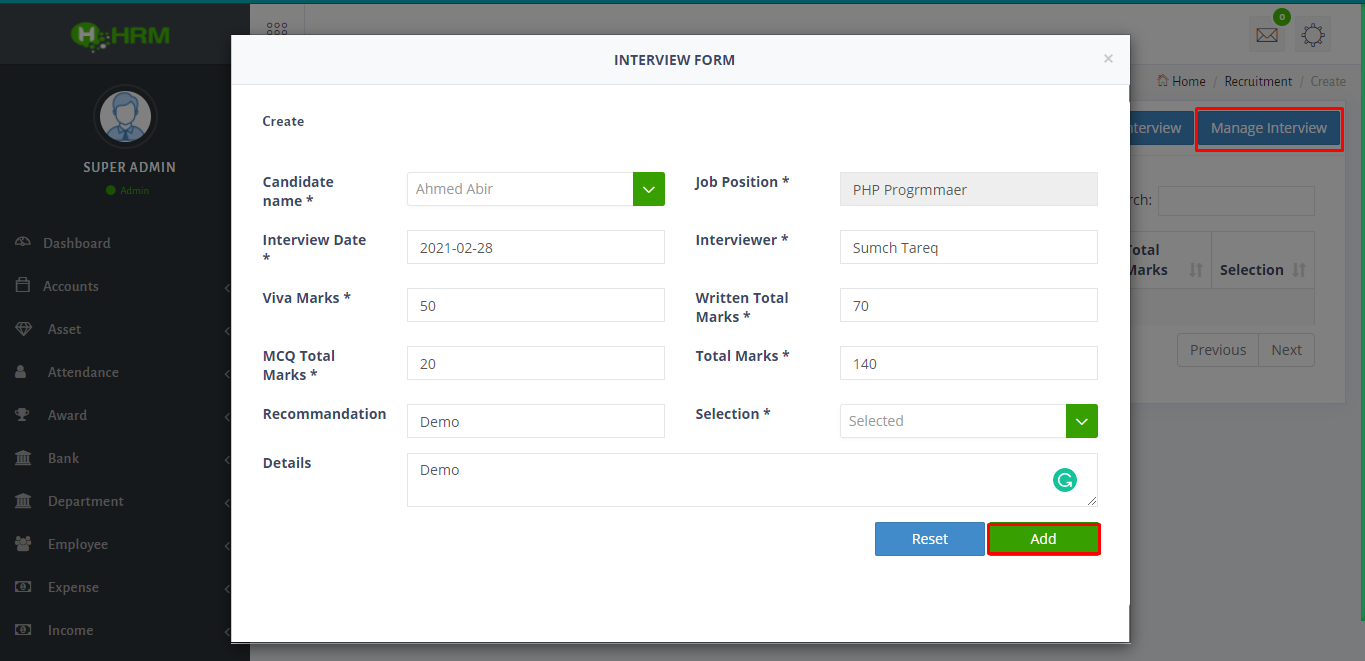 HRM
0
INTERVIEW FORM
×
Home / Recruitment / Create
Manage Interview
SUPER ADMIN
Admin
Dashboard
Accounts
Asset
Attendance
Award
Bank
Department
Employee
Expense
Income
Create
Candidate
name *
Ahmed Abir
Job Position *
PHP Progrmmaer
Interview Date
*
2021-02-28
Interviewer *
Sumch Tareq
Viva Marks *
50
Written Total
Marks *
70
MCQ Total
Marks *
20
Total Marks *
140
Recommandation
Demo
Selection *
Selected
Details
Demo
Reset
Add
Marks
Selection
Previous
Next